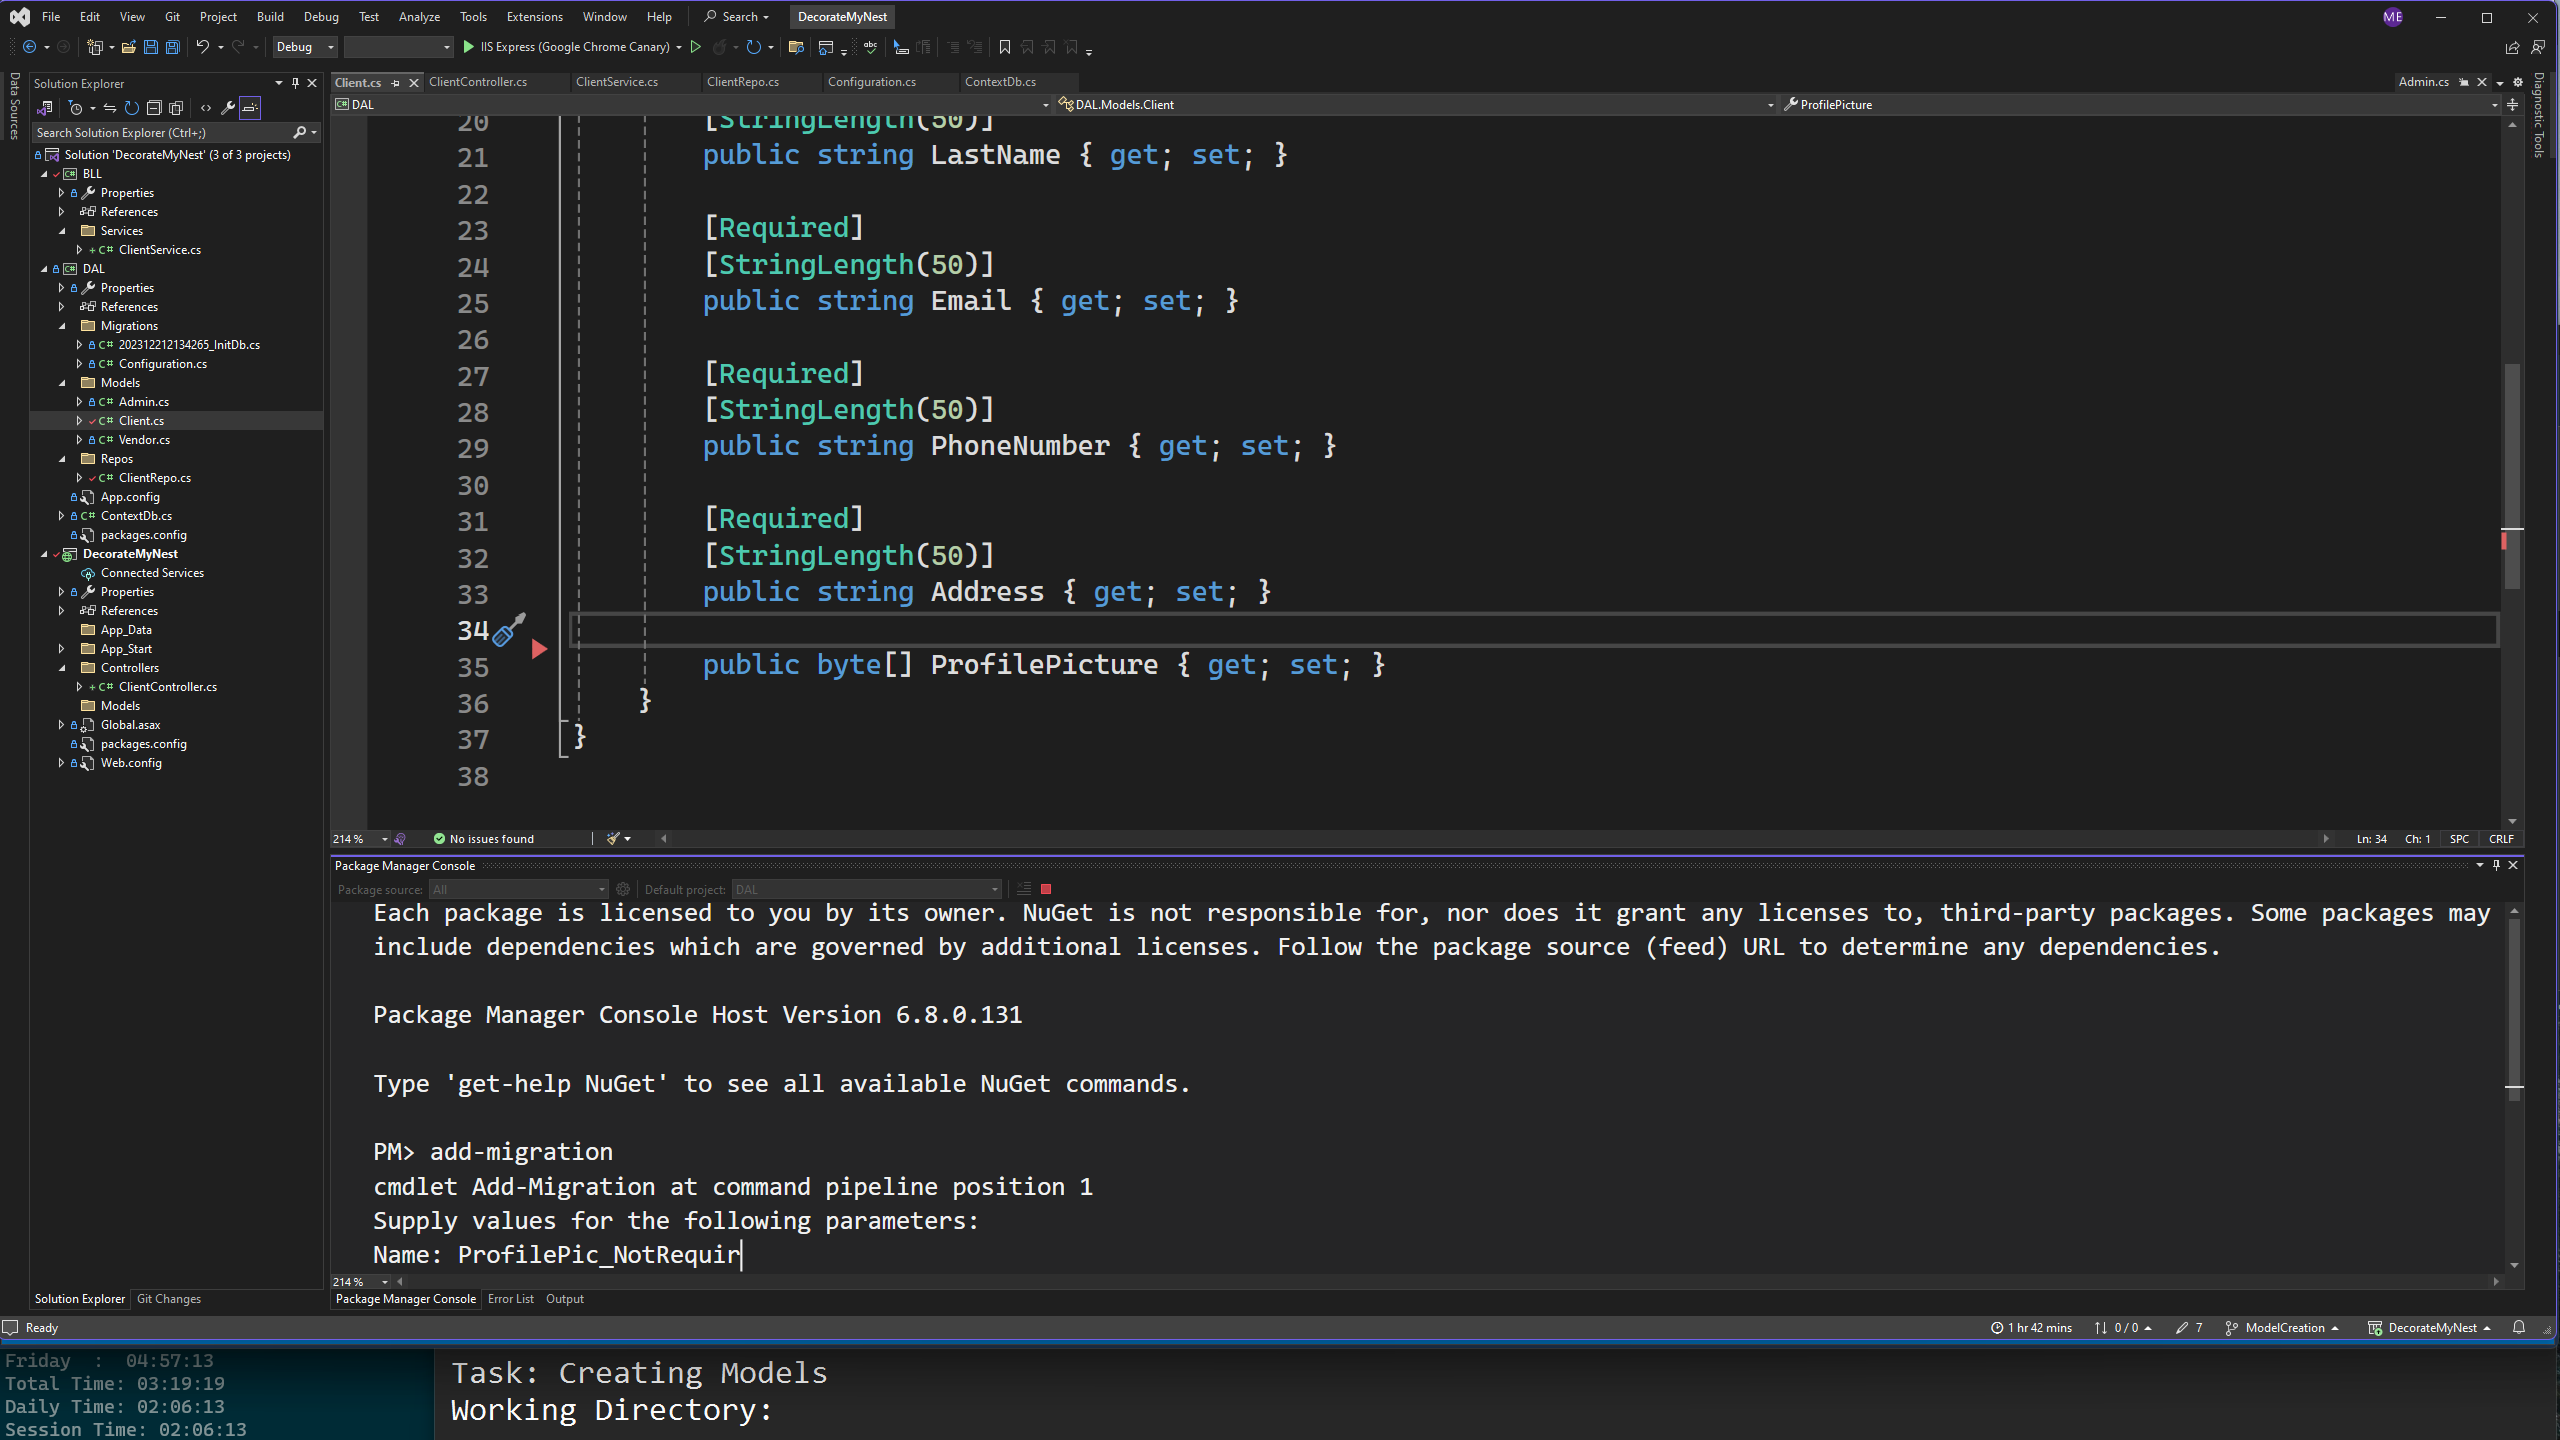 File Edit View Git Project Build Debug Test Analyze Tools Extensions Window Help Search DecorateMyNest ME
Debug IIS Express (Google Chrome Canary)
Data Sources
Solution Explorer
Search Solution Explorer (Ctrl+;)
Solution 'DecorateMyNest' (3 of 3 projects)
BLL
Properties
References
Services
C# ClientService.cs
DAL
Properties
References
Migrations
C# 202312212134265_InitDb.cs
C# Configuration.cs
Models
C# Admin.cs
C# Client.cs
C# Vendor.cs
Repos
C# ClientRepo.cs
App.config
C# ContextDb.cs
packages.config
DecorateMyNest
Connected Services
Properties
References
App_Data
App_Start
Controllers
C# ClientController.cs
Models
Global.asax
packages.config
Web.config
Solution Explorer Git Changes
Client.cs ClientController.cs ClientService.cs ClientRepo.cs Configuration.cs ContextDb.cs Admin.cs
DAL DAL.Models.Client ProfilePicture
Diagnostic Tools
20 [StringLength(50)]
21 public string LastName { get; set; }
22
23 [Required]
24 [StringLength(50)]
25 public string Email { get; set; }
26
27 [Required]
28 [StringLength(50)]
29 public string PhoneNumber { get; set; }
30
31 [Required]
32 [StringLength(50)]
33 public string Address { get; set; }
34
35 public byte[] ProfilePicture { get; set; }
36 }
37 }
38
214 % No issues found Ln: 34 Ch: 1 SPC CRLF
Package Manager Console
Package source: All Default project: DAL
Each package is licensed to you by its owner. NuGet is not responsible for, nor does it grant any licenses to, third-party packages. Some packages may
include dependencies which are governed by additional licenses. Follow the package source (feed) URL to determine any dependencies.
Package Manager Console Host Version 6.8.0.131
Type 'get-help NuGet' to see all available NuGet commands.
PM> add-migration
cmdlet Add-Migration at command pipeline position 1
Supply values for the following parameters:
Name: ProfilePic_NotRequir
214 %
Package Manager Console Error List Output
Ready 1 hr 42 mins 0 / 0 7 ModelCreation DecorateMyNest
Friday : 04:57:13
Total Time: 03:19:19
Daily Time: 02:06:13
Session Time: 02:06:13
Task: Creating Models
Working Directory: